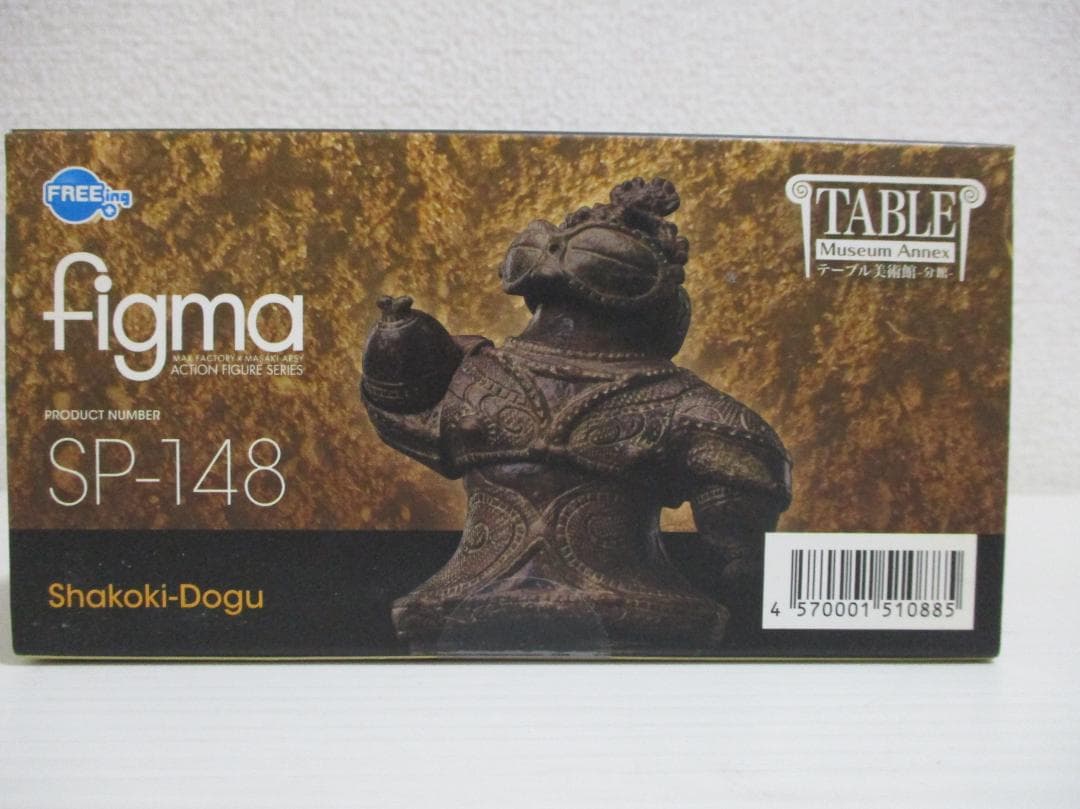 FREEing
figma
MAX FACTORY × MASAKI APSY
ACTION FIGURE SERIES
PRODUCT NUMBER
SP-148
Shakoki-Dogu
TABLE
Museum Annex
テーブル美術館-分館-
4 570001 510885